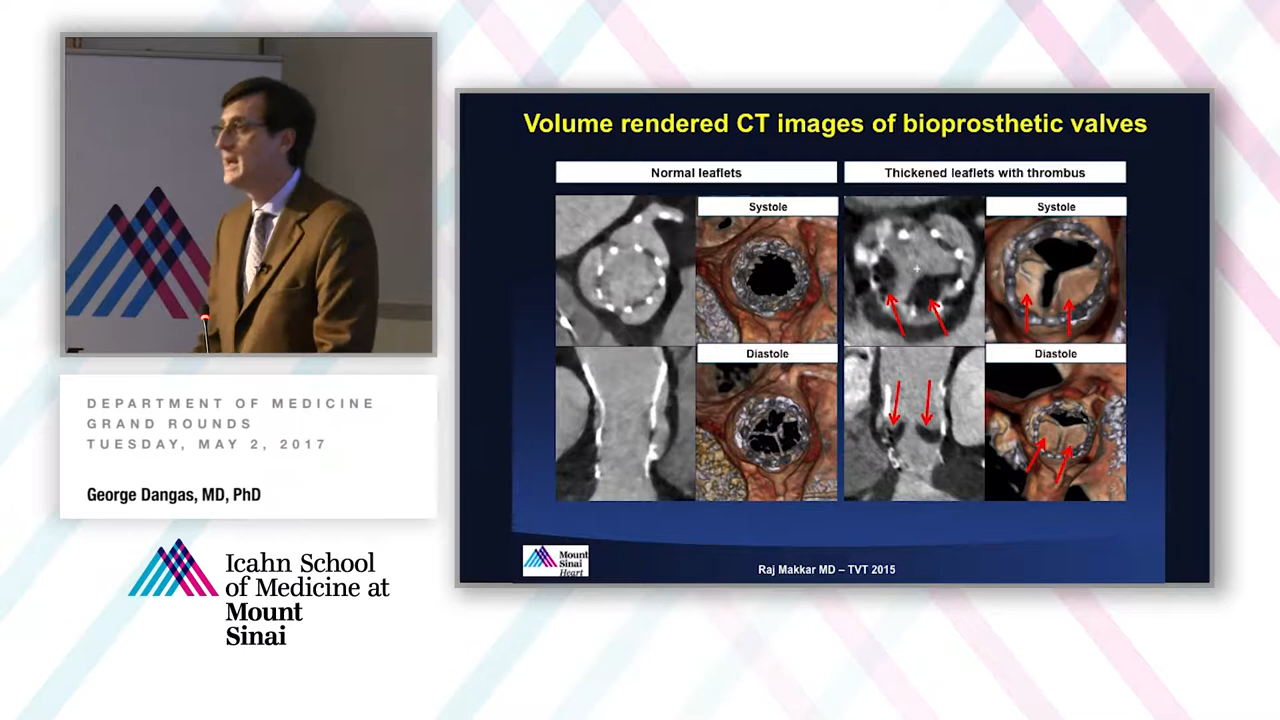 DEPARTMENT OF MEDICINE
GRAND ROUNDS
TUESDAY, MAY 2, 2017
George Dangas, MD, PhD
Icahn School
of Medicine at
Mount
Sinai
Volume rendered CT images of bioprosthetic valves
Normal leaflets
Thickened leaflets with thrombus
Systole
Systole
Diastole
Diastole
Mount
Sinai
Heart
Raj Makkar MD – TVT 2015